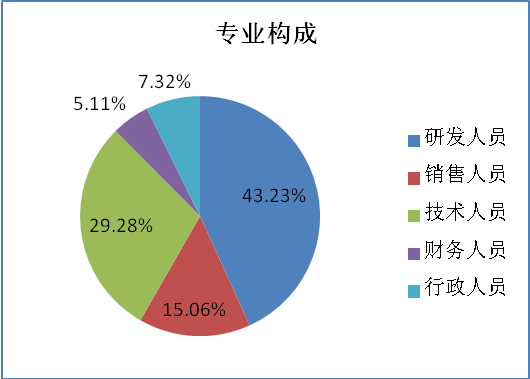 专业构成
7.32%
5.11%
43.23%
29.28%
15.06%
研发人员
销售人员
技术人员
财务人员
行政人员